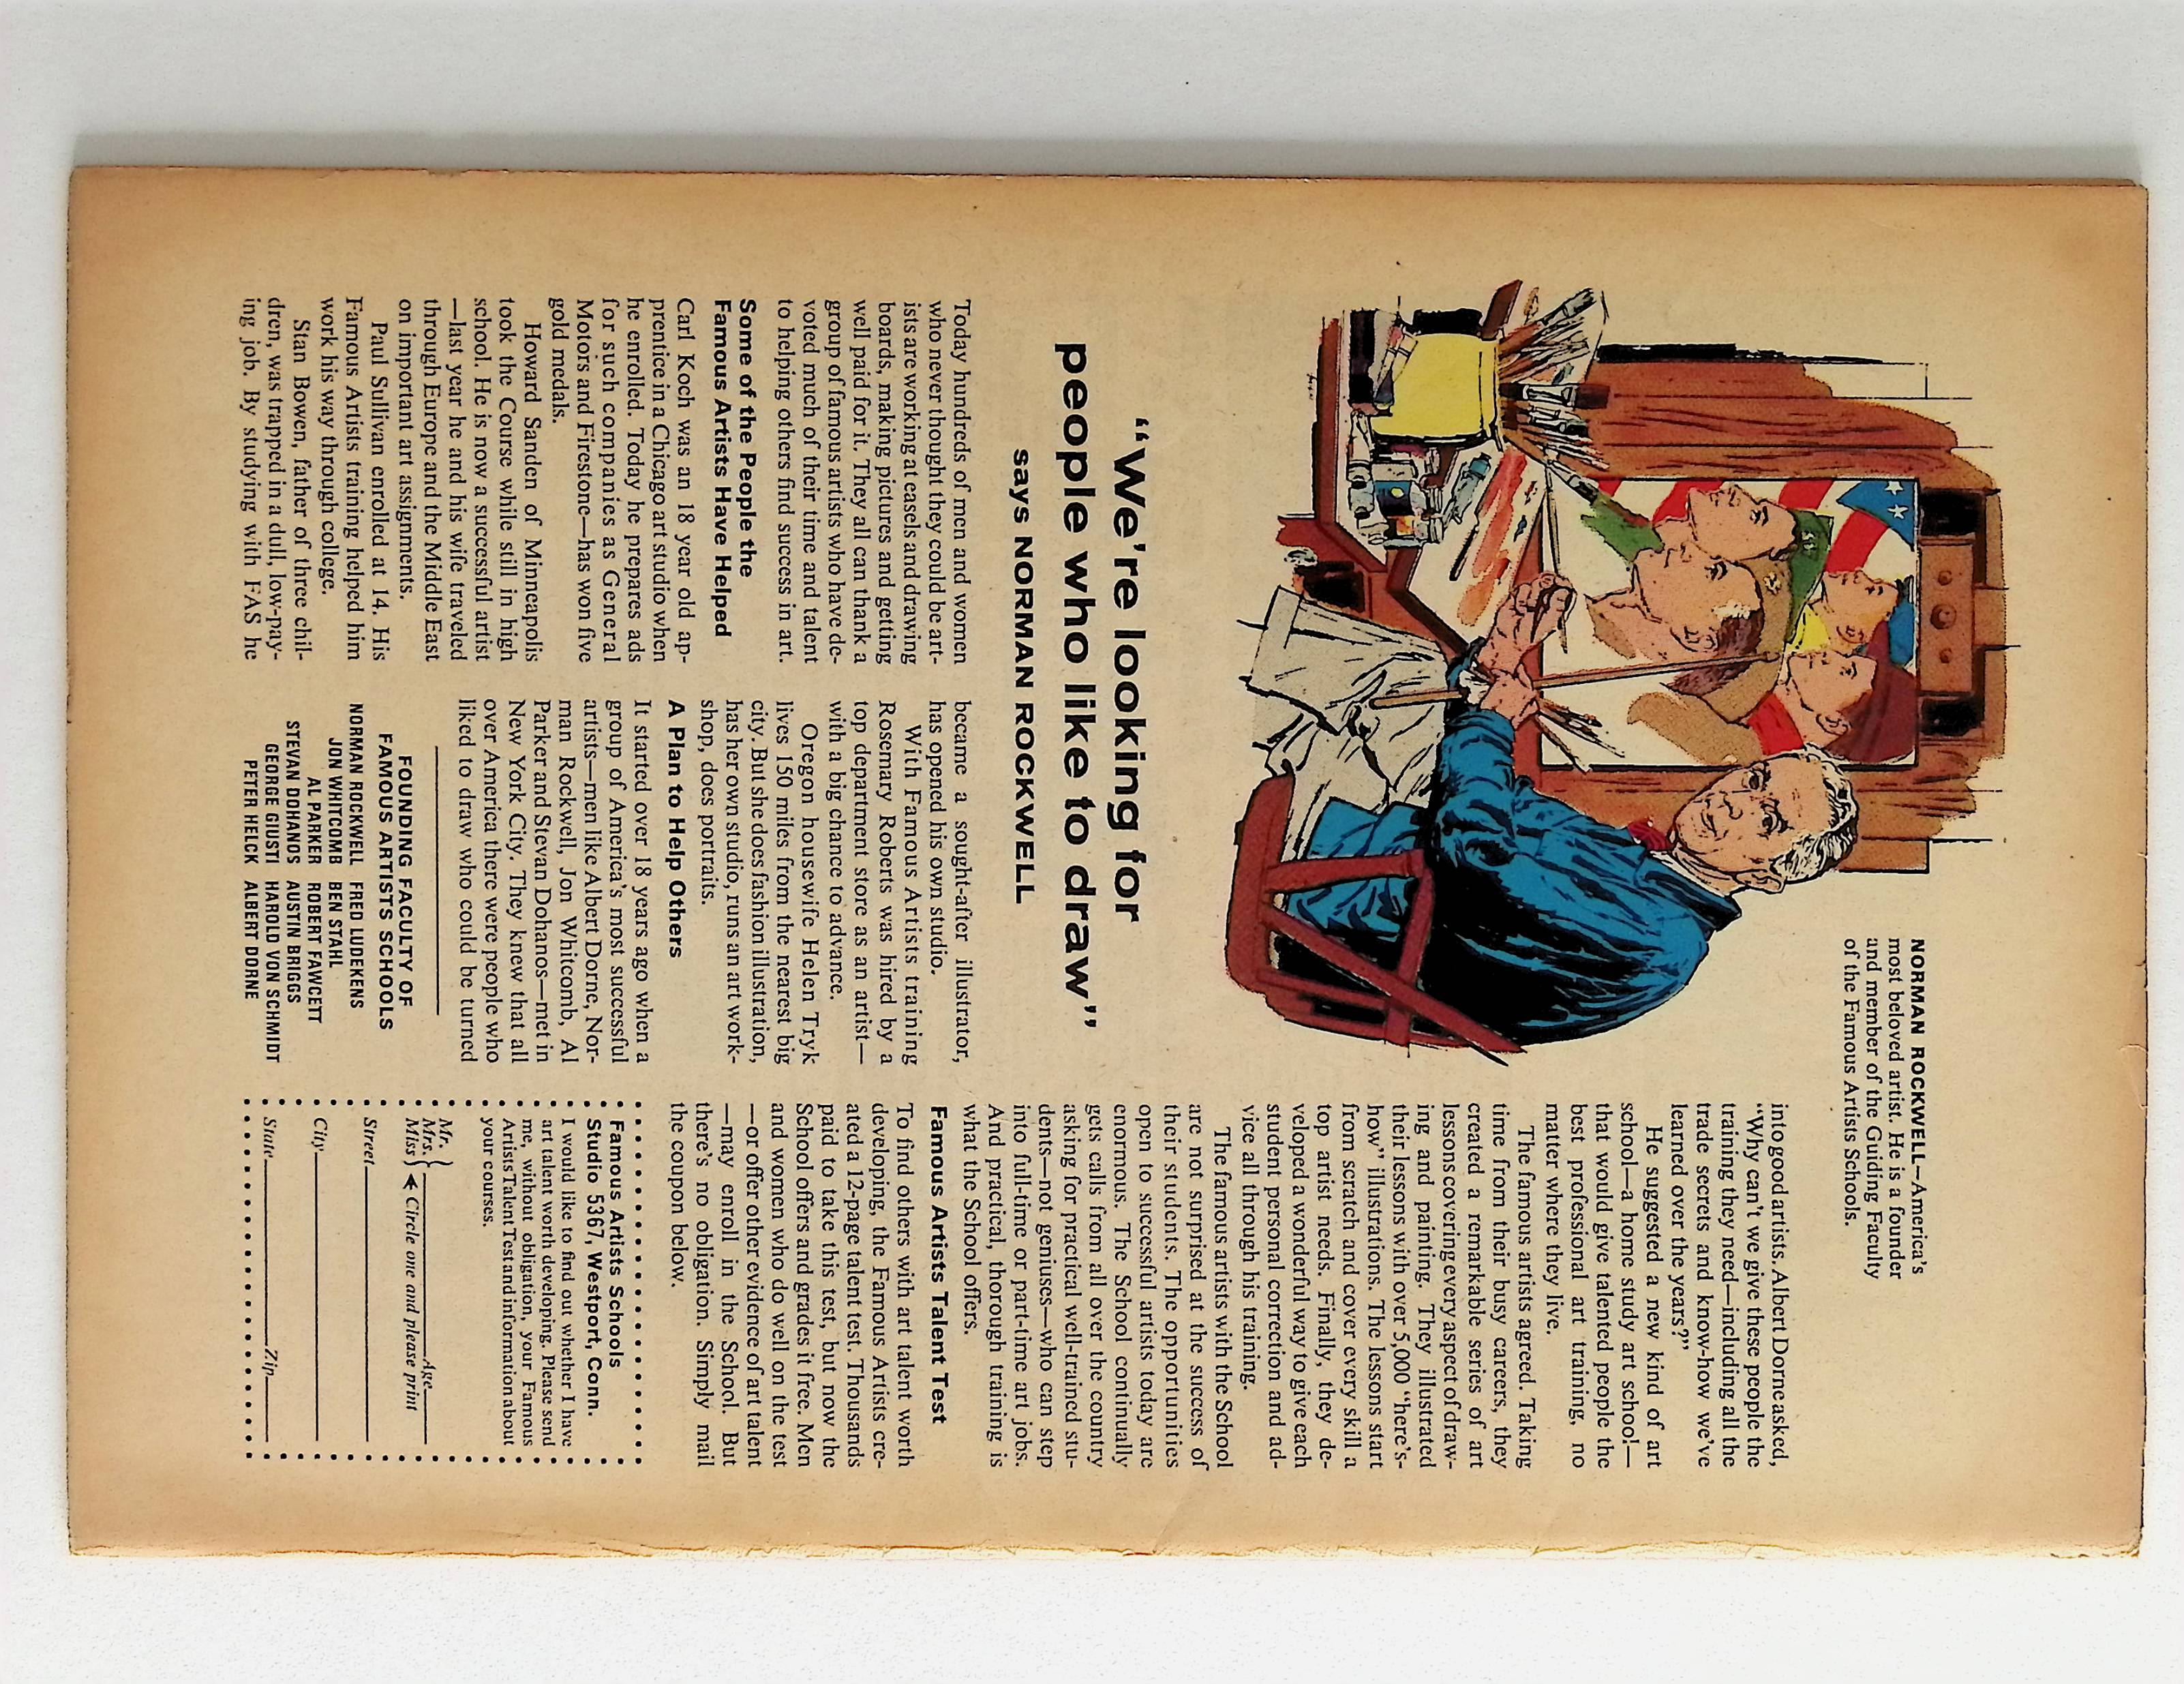 NORMAN ROCKWELL—America's
most beloved artist. He is a founder
and member of the Guiding Faculty
of the Famous Artists Schools.
"We're looking for
people who like to draw"
says NORMAN ROCKWELL
Today hundreds of men and women
who never thought they could be art-
ists are working at easels and drawing
boards, making pictures and getting
well paid for it. They all can thank a
group of famous artists who have de-
voted much of their time and talent
to helping others find success in art.
Some of the People the
Famous Artists Have Helped
Carl Koch was an 18 year old ap-
prentice in a Chicago art studio when
he enrolled. Today he prepares ads
for such companies as General
Motors and Firestone—has won five
gold medals.
Howard Sanden of Minneapolis
took the Course while still in high
school. He is now a successful artist
—last year he and his wife traveled
through Europe and the Middle East
on important art assignments.
Paul Sullivan enrolled at 14. His
Famous Artists training helped him
work his way through college.
Stan Bowen, father of three chil-
dren, was trapped in a dull, low-pay-
ing job. By studying with FAS he
became a sought-after illustrator,
has opened his own studio.
With Famous Artists training
Rosemary Roberts was hired by a
top department store as an artist—
with a big chance to advance.
Oregon housewife Helen Tryk
lives 150 miles from the nearest big
city. But she does fashion illustration,
has her own studio, runs an art work-
shop, does portraits.
A Plan to Help Others
It started over 18 years ago when a
group of America's most successful
artists—men like Albert Dorne, Nor-
man Rockwell, Jon Whitcomb, Al
Parker and Stevan Dohanos—met in
New York City. They knew that all
over America there were people who
liked to draw who could be turned
FOUNDING FACULTY OF
FAMOUS ARTISTS SCHOOLS
NORMAN ROCKWELL FRED LUDEKENS
JON WHITCOMB BEN STAHL
AL PARKER ROBERT FAWCETT
STEVAN DOHANOS AUSTIN BRIGGS
GEORGE GIUSTI HAROLD VON SCHMIDT
PETER HELCK ALBERT DORNE
into good artists. Albert Dorne asked,
"Why can't we give these people the
training they need—including all the
trade secrets and know-how we've
learned over the years?"
He suggested a new kind of art
school—a home study art school—
that would give talented people the
best professional art training, no
matter where they live.
The famous artists agreed. Taking
time from their busy careers, they
created a remarkable series of art
lessons covering every aspect of draw-
ing and painting. They illustrated
their lessons with over 5,000 "here's-
how" illustrations. The lessons start
from scratch and cover every skill a
top artist needs. Finally, they de-
veloped a wonderful way to give each
student personal correction and ad-
vice all through his training.
The famous artists with the School
are not surprised at the success of
their students. The opportunities
open to successful artists today are
enormous. The School continually
gets calls from all over the country
asking for practical well-trained stu-
dents—not geniuses—who can step
into full-time or part-time art jobs.
And practical, thorough training is
what the School offers.
Famous Artists Talent Test
To find others with art talent worth
developing, the Famous Artists cre-
ated a 12-page talent test. Thousands
paid to take this test, but now the
School offers and grades it free. Men
and women who do well on the test
—or offer other evidence of art talent
—may enroll in the School. But
there's no obligation. Simply mail
the coupon below.
Famous Artists Schools
Studio 5367, Westport, Conn.
I would like to find out whether I have
art talent worth developing. Please send
me, without obligation, your Famous
Artists Talent Test and information about
your courses.
Mr.
Mrs. Age
Miss Circle one and please print
Street
City
State Zip